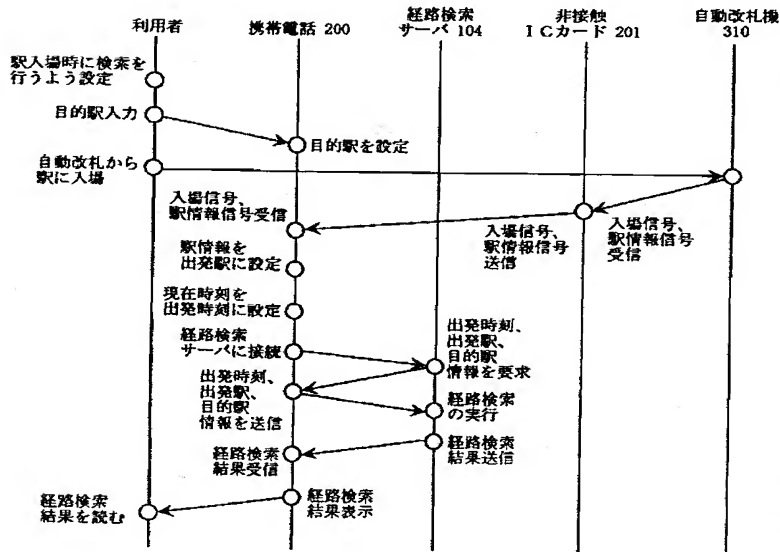 利用者
携帯電話 200
経路検索
サーバ 104
非接触
ICカード 201
自動改札機
310
駅入場時に検索を
行うよう設定
目的駅入力
目的駅を設定
自動改札から
駅に入場
入場信号、
駅情報信号受信
入場信号、
駅情報信号
送信
入場信号、
駅情報信号
受信
駅情報を
出発駅に設定
現在時刻を
出発時刻に設定
経路検索
サーバに接続
出発時刻、
出発駅、
目的駅
情報を要求
出発時刻、
出発駅、
目的駅
情報を送信
経路検索
の実行
経路検索
結果受信
経路検索
結果送信
経路検索
結果を読む
経路検索
結果表示